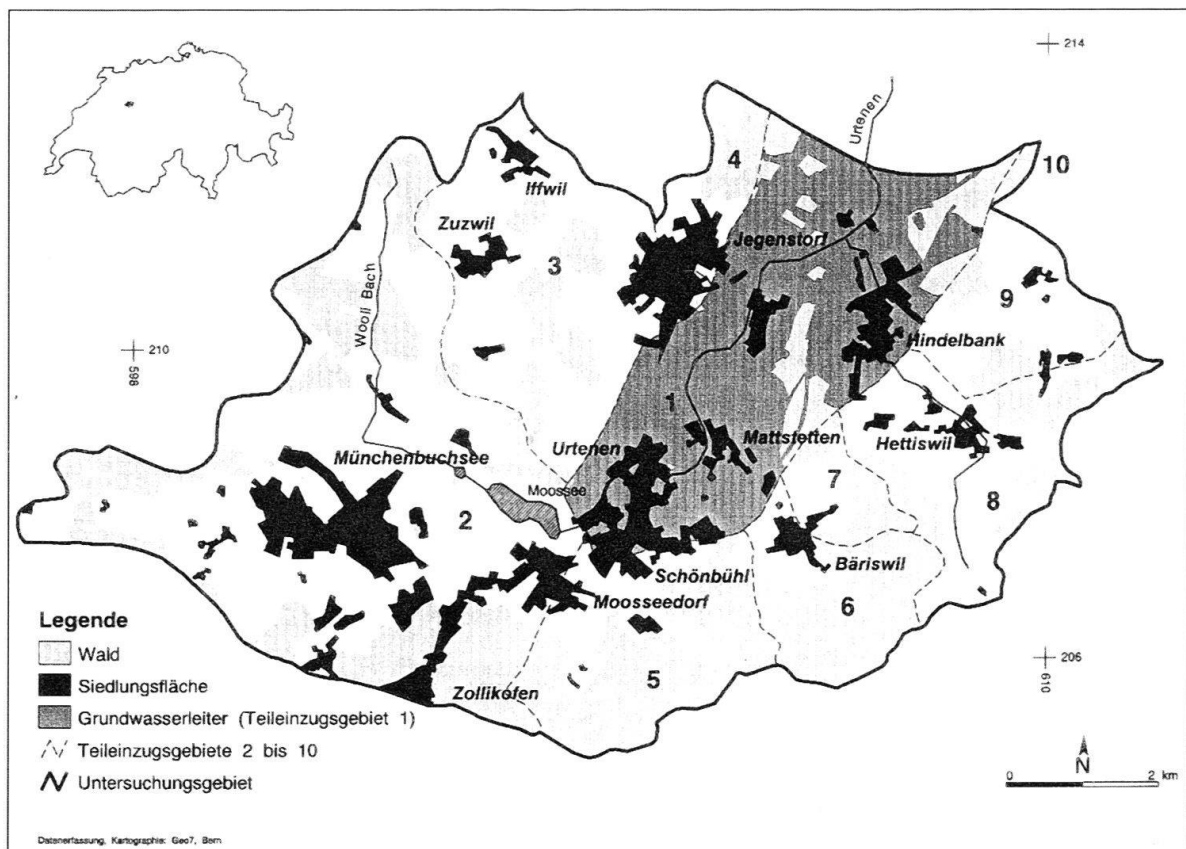 214
Urtenen
4
10
Iffwil
Zuzwil
Jegenstorf
3
9
Wooll Bach
210
598
Hindelbank
1
Urtenen
Mattstetten
Hettiswil
Münchenbuchsee
Moossee
7
2
8
Schönbühl
Bäriswil
Moosseedorf
6
Legende
Wald
Siedlungsfläche
Grundwasserleiter (Teileinzugsgebiet 1)
Teileinzugsgebiete 2 bis 10
Untersuchungsgebiet
Zollikofen
5
206
610
N
0 2 km
Datenerfassung, Kartographie: Geo7, Bern